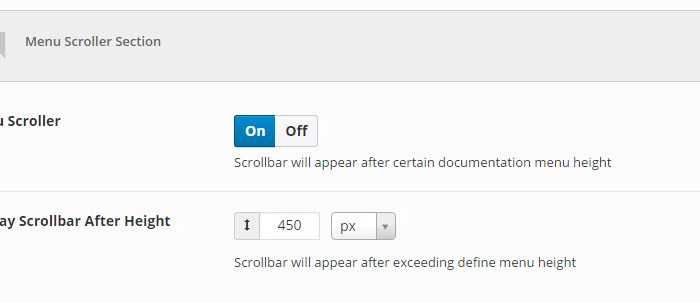 Menu Scroller Section
Scroller
On Off
Scrollbar will appear after certain documentation menu height
Scrollbar After Height
450 px
Scrollbar will appear after exceeding define menu height